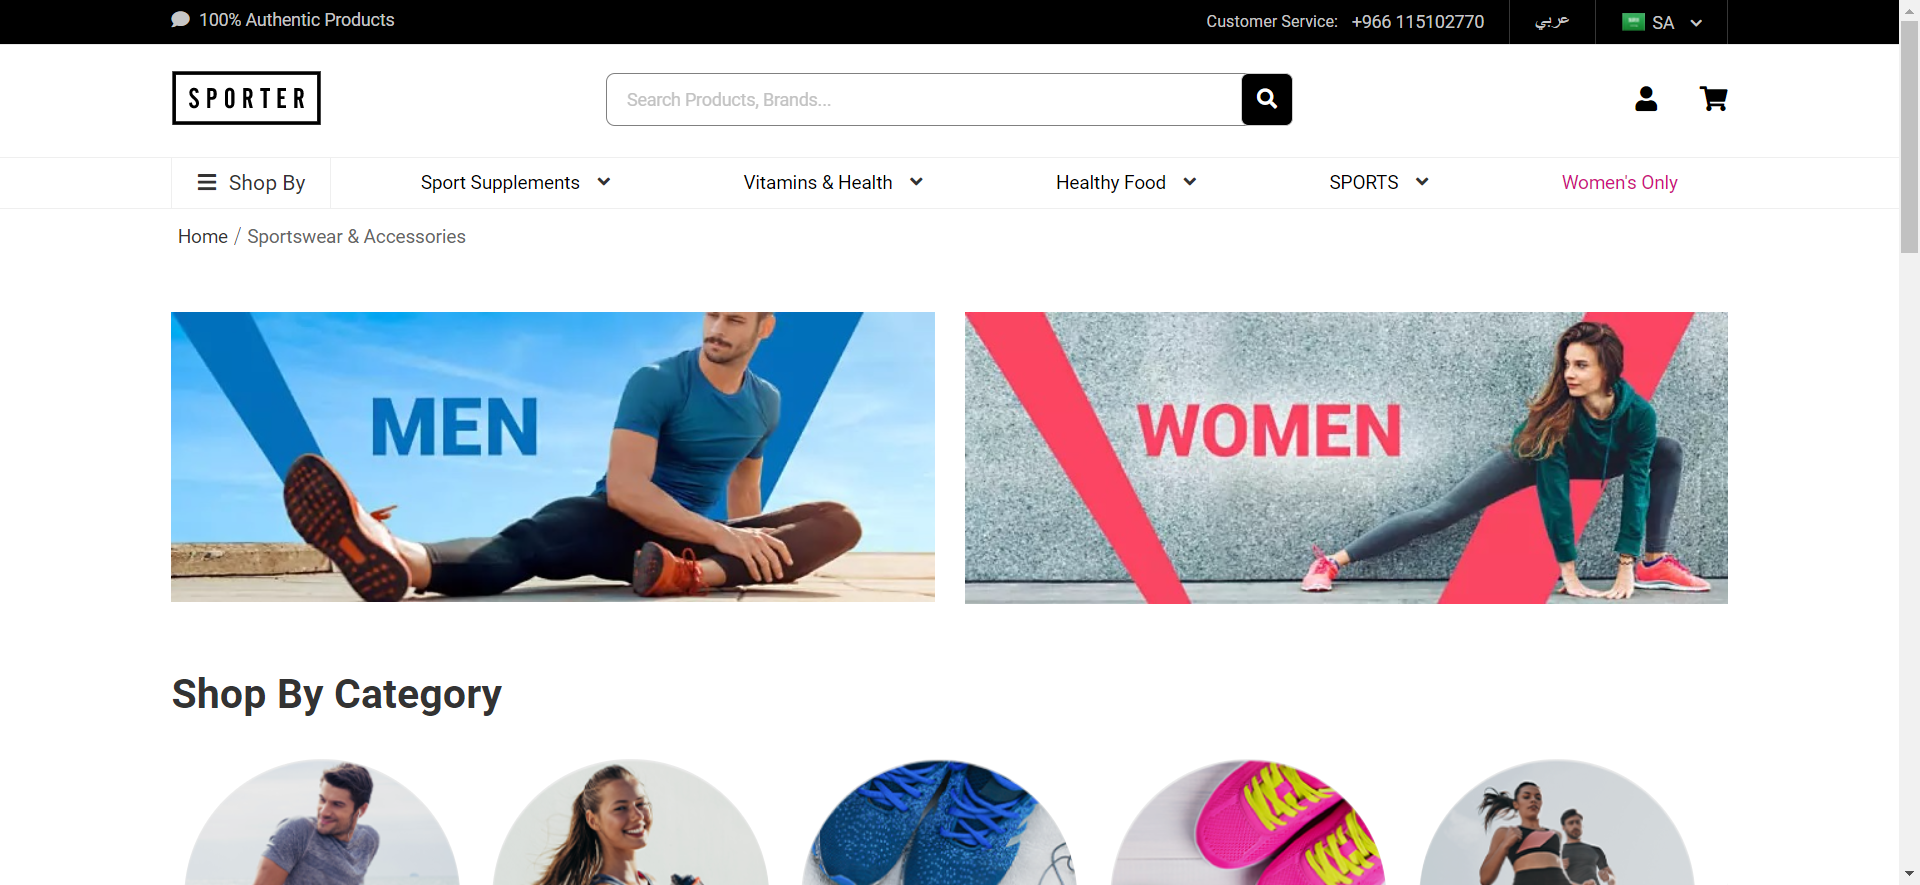 100% Authentic Products
Customer Service: +966 115102770
عربي
SA
SPORTER
Search Products, Brands...
Shop By
Sport Supplements
Vitamins & Health
Healthy Food
SPORTS
Women's Only
Home / Sportswear & Accessories
MEN
WOMEN
Shop By Category